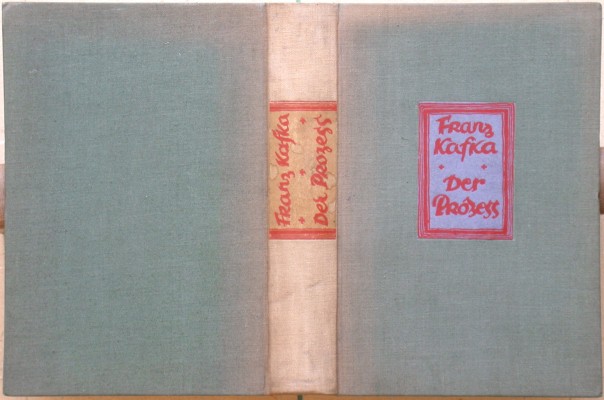 Franz Kafka
Der Prozess
Franz
Kafka
Der
Prozess